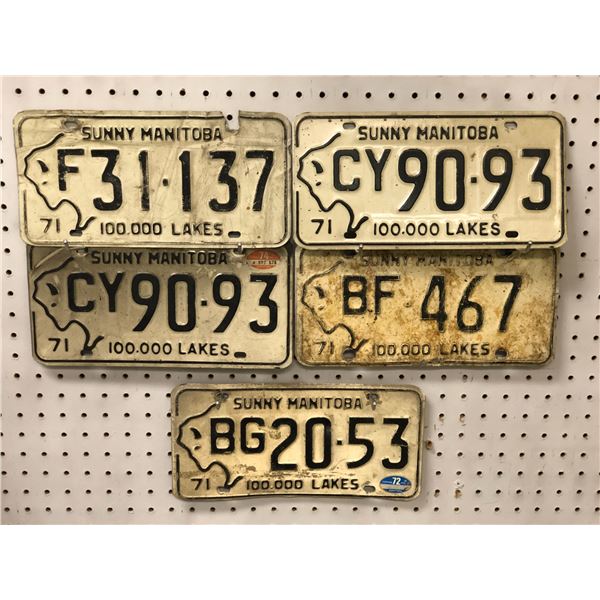 SUNNY MANITOBA
F31·137
71 100.000 LAKES
SUNNY MANITOBA
CY90·93
71 100.000 LAKES
SUNNY MANITOBA 74
CY90·93
71 100.000 LAKES
SUNNY MANITOBA
BF 467
71 100.000 LAKES
SUNNY MANITOBA
BG20·53
71 100.000 LAKES 72